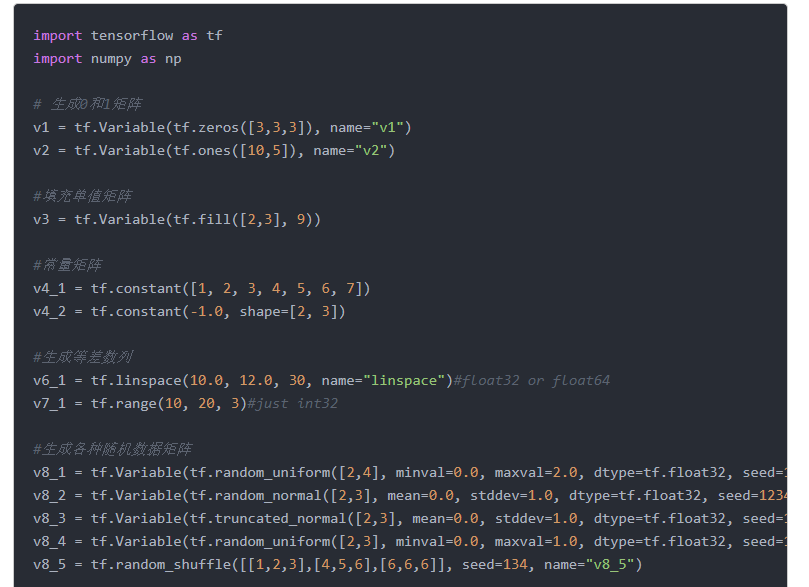 import tensorflow as tf
import numpy as np
# 生成0和1矩阵
v1 = tf.Variable(tf.zeros([3,3,3]), name="v1")
v2 = tf.Variable(tf.ones([10,5]), name="v2")
#填充单值矩阵
v3 = tf.Variable(tf.fill([2,3], 9))
#常量矩阵
v4_1 = tf.constant([1, 2, 3, 4, 5, 6, 7])
v4_2 = tf.constant(-1.0, shape=[2, 3])
#生成等差数列
v6_1 = tf.linspace(10.0, 12.0, 30, name="linspace")#float32 or float64
v7_1 = tf.range(10, 20, 3)#just int32
#生成各种随机数据矩阵
v8_1 = tf.Variable(tf.random_uniform([2,4], minval=0.0, maxval=2.0, dtype=tf.float32, seed=1
v8_2 = tf.Variable(tf.random_normal([2,3], mean=0.0, stddev=1.0, dtype=tf.float32, seed=1234
v8_3 = tf.Variable(tf.truncated_normal([2,3], mean=0.0, stddev=1.0, dtype=tf.float32, seed=1
v8_4 = tf.Variable(tf.random_uniform([2,3], minval=0.0, maxval=1.0, dtype=tf.float32, seed=1
v8_5 = tf.random_shuffle([[1,2,3],[4,5,6],[6,6,6]], seed=134, name="v8_5")